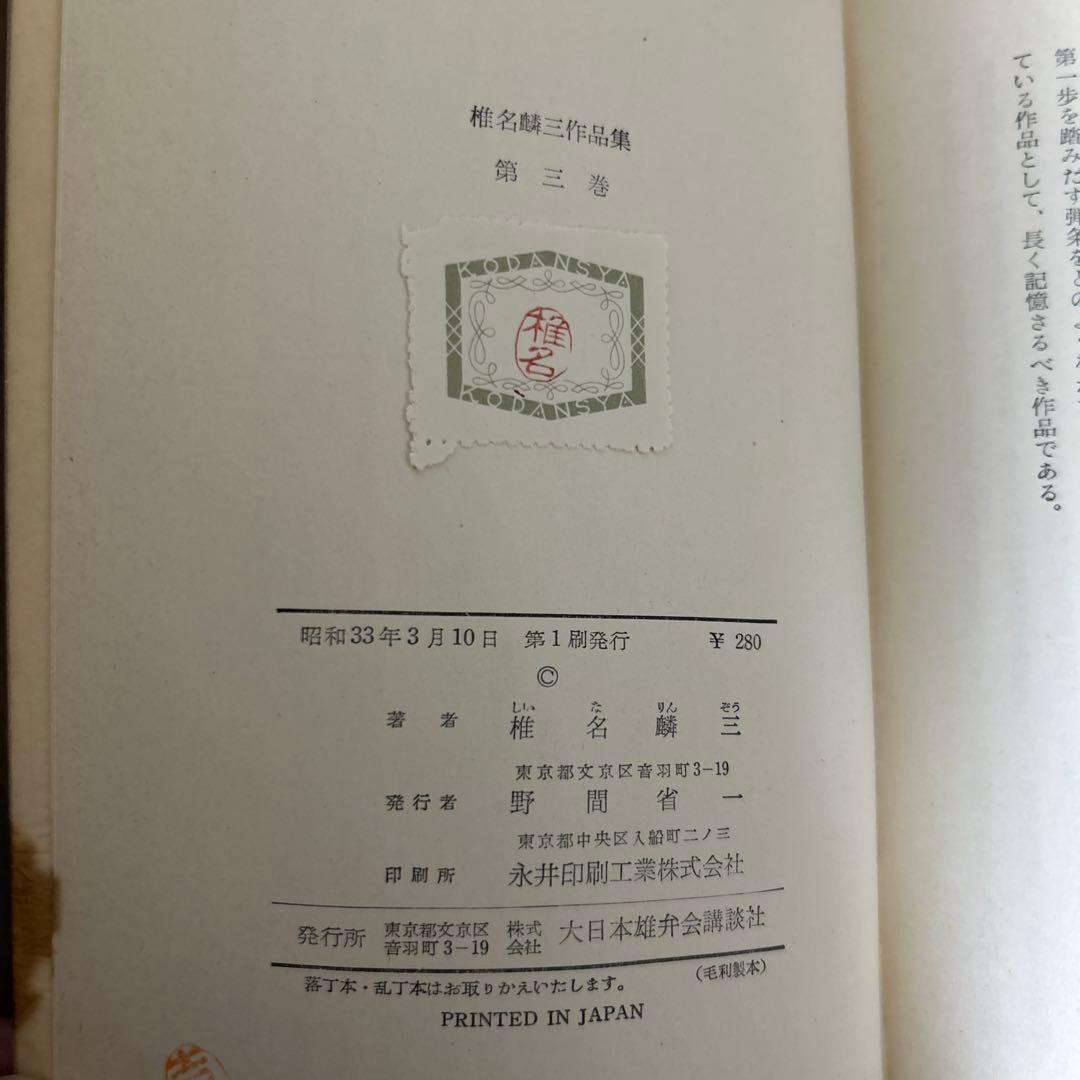 椎名麟三作品集
第三巻
KODANSYA
椎名
KODANSYA
昭和33年3月10日 第1刷発行 ¥280
©
しいなりんぞう
著者 椎名麟三
東京都文京区音羽町3-19
発行者 野間省一
東京都中央区入船町二ノ三
印刷所 永井印刷工業株式会社
発行所 東京都文京区音羽町3-19 株式会社 大日本雄弁会講談社
落丁本・乱丁本はお取りかえいたします。 (毛利製本)
PRINTED IN JAPAN
第一歩を踏みだす
ている作品として、長く記憶さるべき作品である。